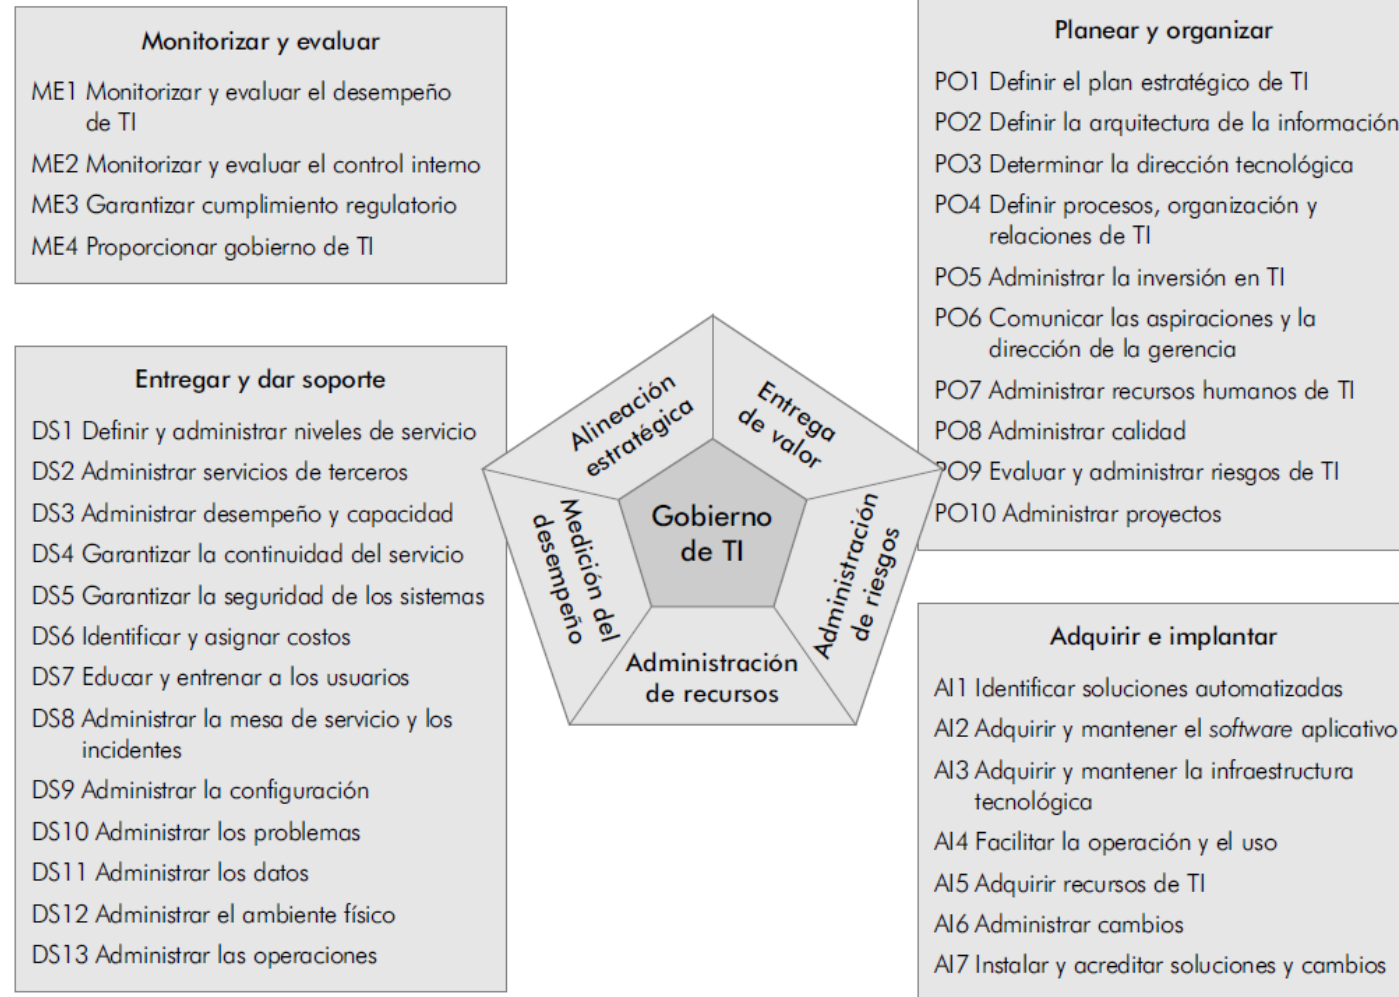 Monitorizar y evaluar
ME1 Monitorizar y evaluar el desempeño
de TI
ME2 Monitorizar y evaluar el control interno
ME3 Garantizar cumplimiento regulatorio
ME4 Proporcionar gobierno de TI
Planear y organizar
PO1 Definir el plan estratégico de TI
PO2 Definir la arquitectura de la información
PO3 Determinar la dirección tecnológica
PO4 Definir procesos, organización y
relaciones de TI
PO5 Administrar la inversión en TI
PO6 Comunicar las aspiraciones y la
dirección de la gerencia
PO7 Administrar recursos humanos de TI
PO8 Administrar calidad
PO9 Evaluar y administrar riesgos de TI
PO10 Administrar proyectos
Entregar y dar soporte
DS1 Definir y administrar niveles de servicio
DS2 Administrar servicios de terceros
DS3 Administrar desempeño y capacidad
DS4 Garantizar la continuidad del servicio
DS5 Garantizar la seguridad de los sistemas
DS6 Identificar y asignar costos
DS7 Educar y entrenar a los usuarios
DS8 Administrar la mesa de servicio y los
incidentes
DS9 Administrar la configuración
DS10 Administrar los problemas
DS11 Administrar los datos
DS12 Administrar el ambiente físico
DS13 Administrar las operaciones
Alineación
estratégica
Entrega
de valor
Medición del
desempeño
Gobierno
de TI
Administración
de riesgos
Administración
de recursos
Adquirir e implantar
AI1 Identificar soluciones automatizadas
AI2 Adquirir y mantener el software aplicativo
AI3 Adquirir y mantener la infraestructura
tecnológica
AI4 Facilitar la operación y el uso
AI5 Adquirir recursos de TI
AI6 Administrar cambios
AI7 Instalar y acreditar soluciones y cambios